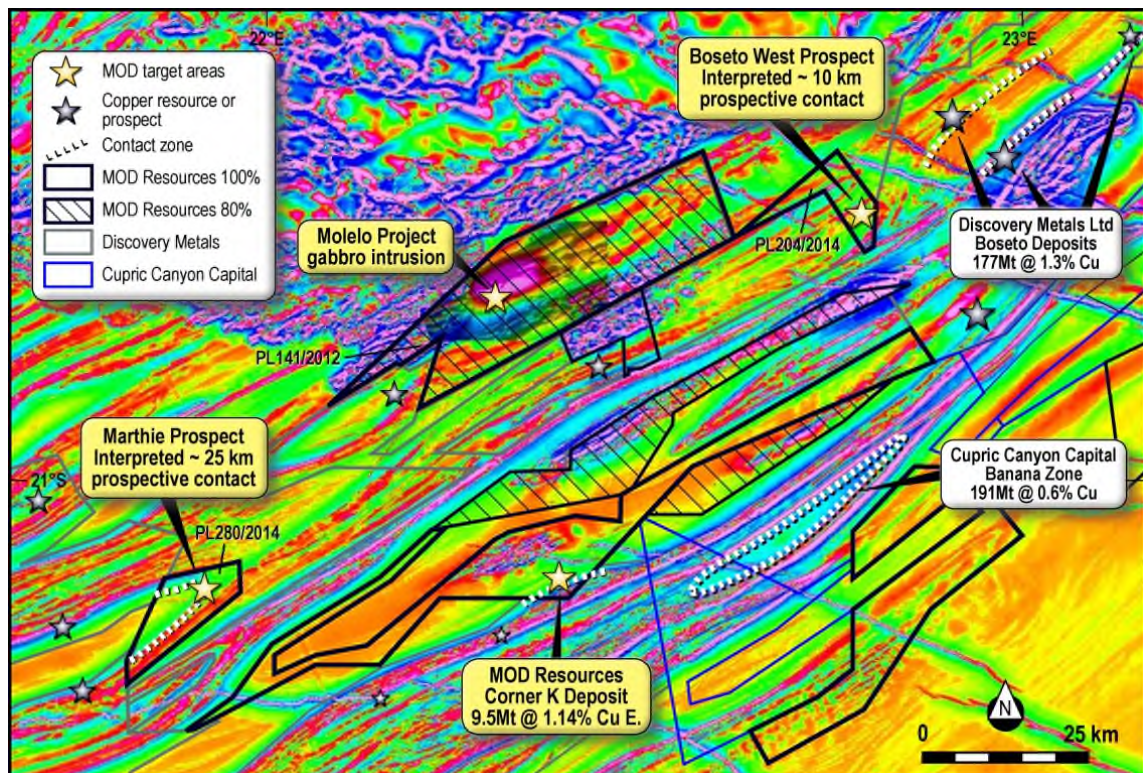 22°E
23°E
MOD target areas
Copper resource or
prospect
Contact zone
MOD Resources 100%
MOD Resources 80%
Discovery Metals
Cupric Canyon Capital
Boseto West Prospect
Interpreted ~ 10 km
prospective contact
Molelo Project
gabbro intrusion
PL204/2014
Discovery Metals Ltd
Boseto Deposits
177Mt @ 1.3% Cu
PL141/2012
Marthie Prospect
Interpreted ~ 25 km
prospective contact
21°S
PL280/2014
Cupric Canyon Capital
Banana Zone
191Mt @ 0.6% Cu
MOD Resources
Corner K Deposit
9.5Mt @ 1.14% Cu E.
N
0 25 km